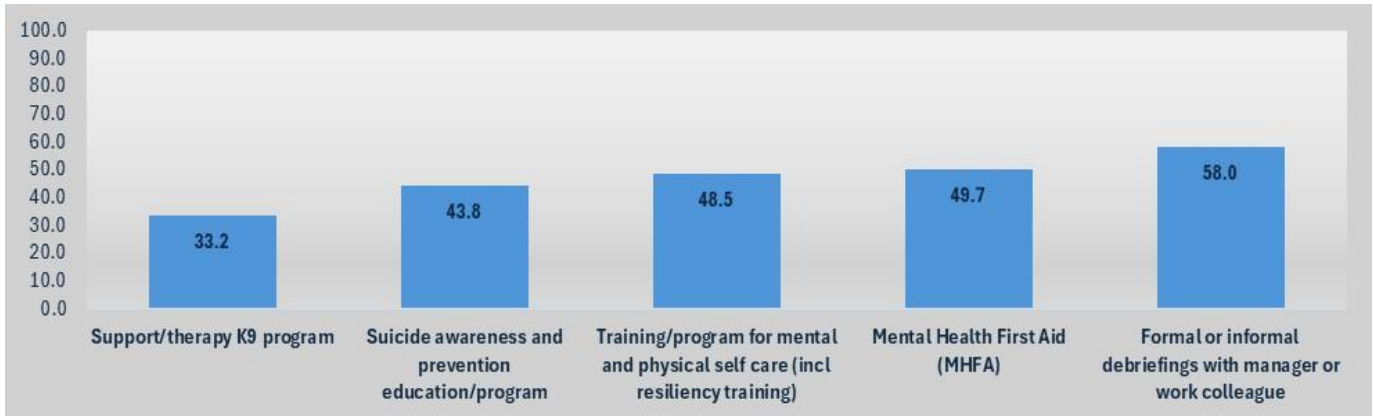 100.0
90.0
80.0
70.0
60.0
50.0
40.0
30.0
20.0
10.0
0.0
33.2
43.8
48.5
49.7
58.0
Support/therapy K9 program
Suicide awareness and
prevention
education/program
Training/program for mental
and physical self care (incl
resiliency training)
Mental Health First Aid
(MHFA)
Formal or informal
debriefings with manager or
work colleague